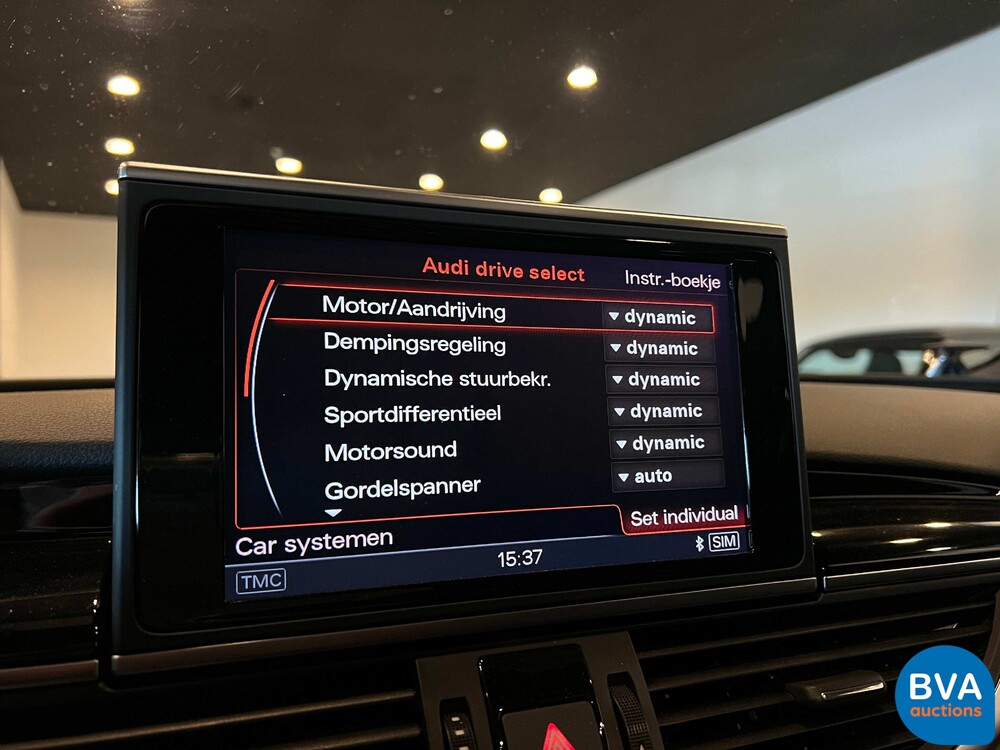 Audi drive select
Instr.-boekje
Motor/Aandrijving dynamic
Dempingsregeling dynamic
Dynamische stuurbekr. dynamic
Sportdifferentieel dynamic
Motorsound dynamic
Gordelspanner auto
Set individual
Car systemen
15:37
SIM
TMC
BVA
auctions